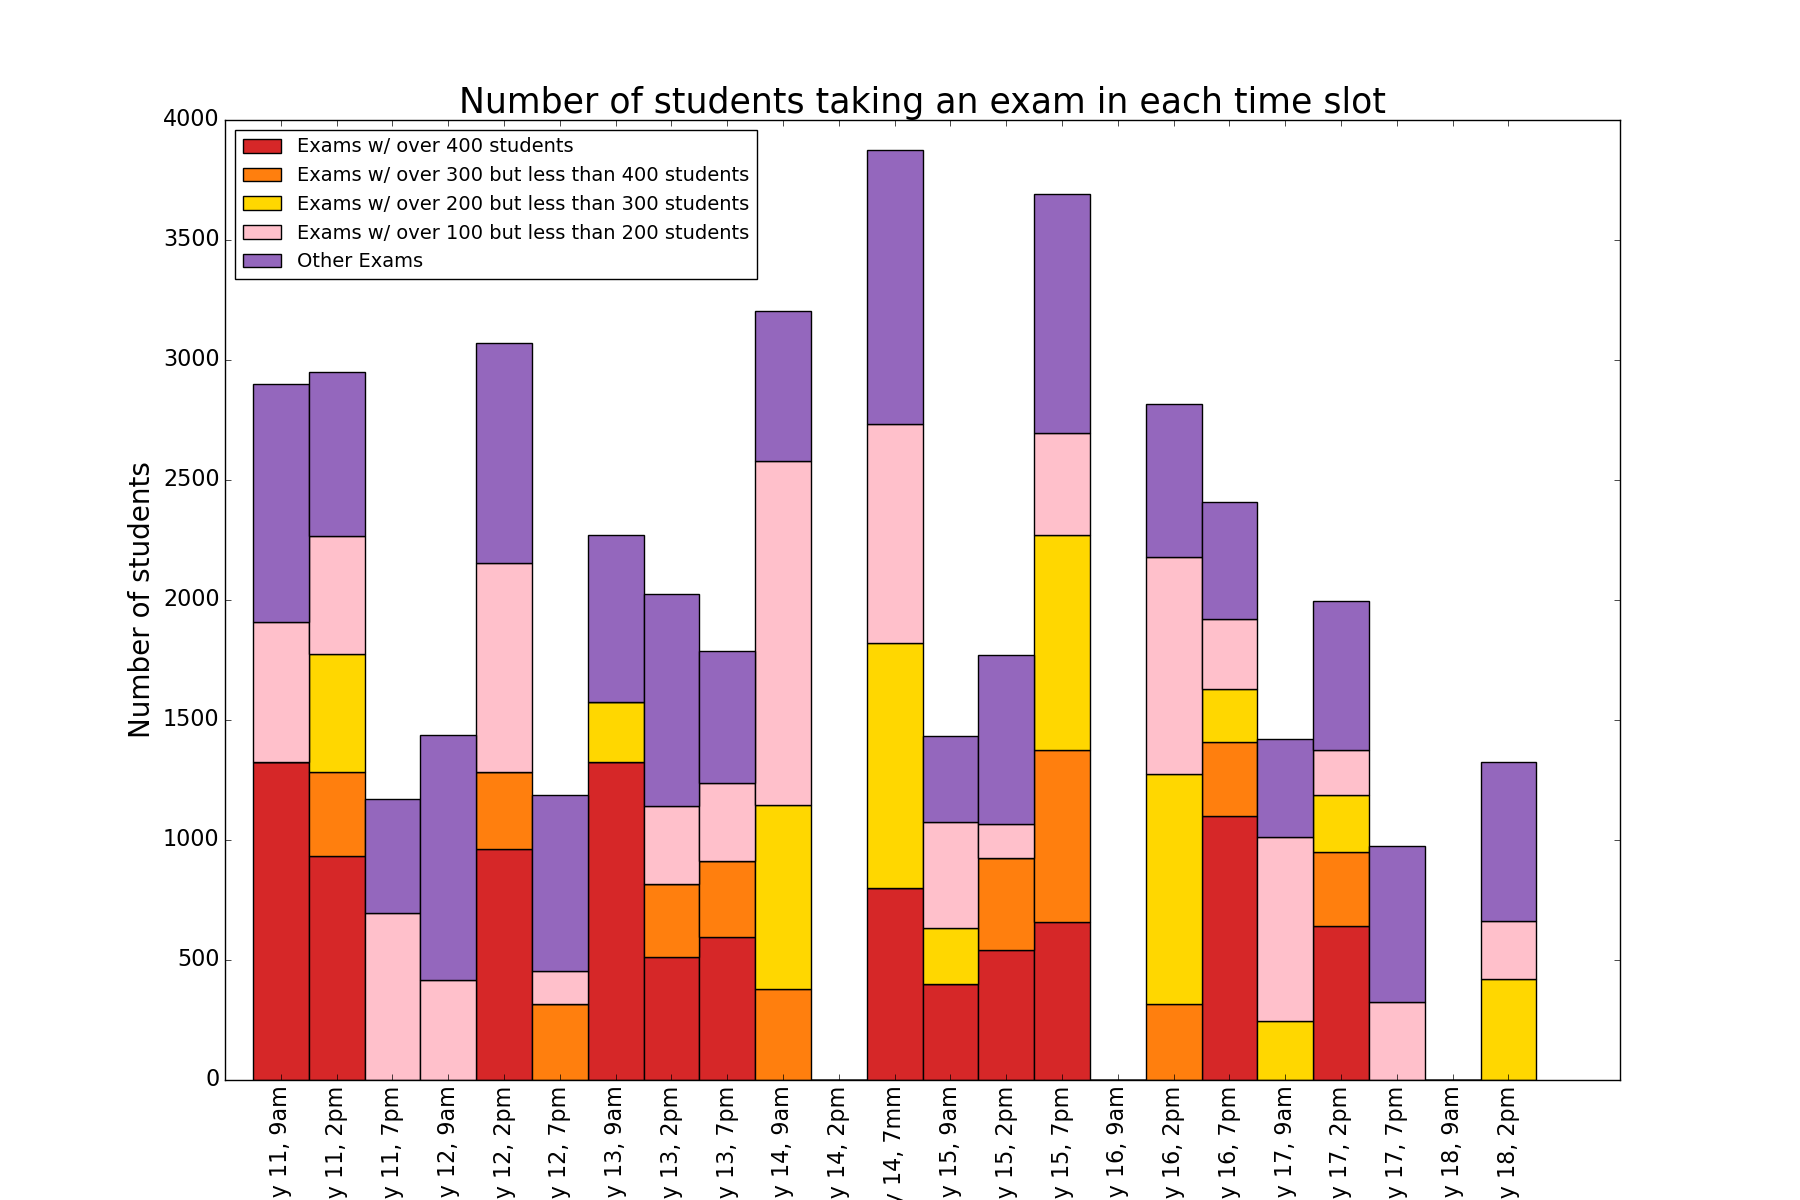 Number of students taking an exam in each time slot
Exams w/ over 400 students
Exams w/ over 300 but less than 400 students
Exams w/ over 200 but less than 300 students
Exams w/ over 100 but less than 200 students
Other Exams
Number of students
4000
3500
3000
2500
2000
1500
1000
500
0
y 11, 9am
y 11, 2pm
y 11, 7pm
y 12, 9am
y 12, 2pm
y 12, 7pm
y 13, 9am
y 13, 2pm
y 13, 7pm
y 14, 9am
y 14, 2pm
y 14, 7mm
y 15, 9am
y 15, 2pm
y 15, 7pm
y 16, 9am
y 16, 2pm
y 16, 7pm
y 17, 9am
y 17, 2pm
y 17, 7pm
y 18, 9am
y 18, 2pm